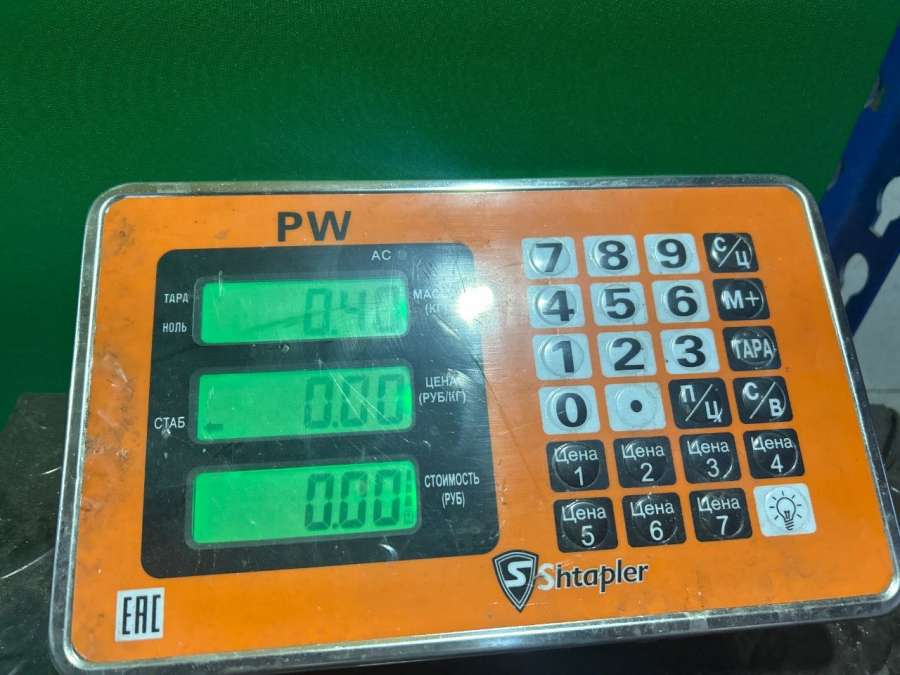 PW
AC
ТАРА
НОЛЬ
0.40
МАССА
(КГ)
СТАБ
0.00
ЦЕНА
(РУБ/КГ)
0.00
СТОИМОСТЬ
(РУБ)
7 8 9 С/Ц
4 5 6 М+
1 2 3 ТАРА
0 . П/Ц С/В
Цена 1 Цена 2 Цена 3 Цена 4
Цена 5 Цена 6 Цена 7
S Shtapler
EAC